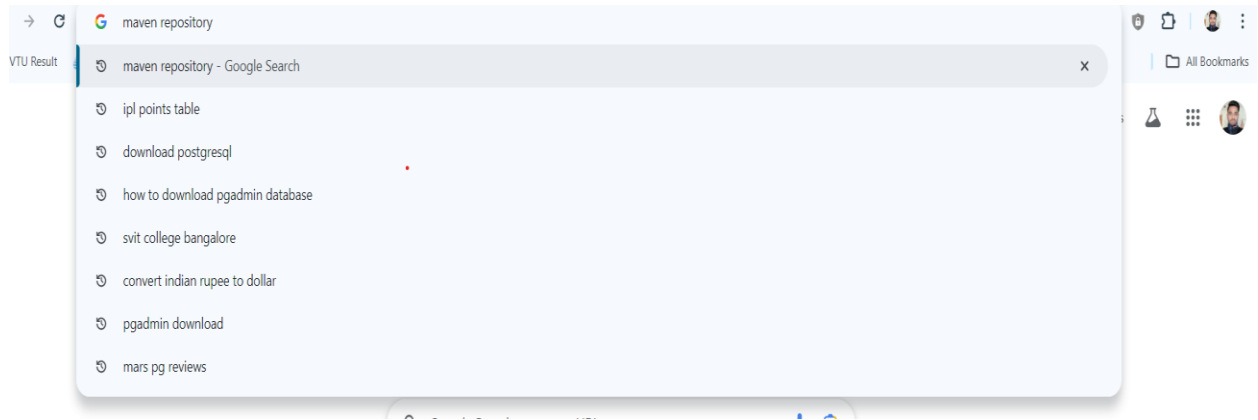 maven repository
VTU Result
maven repository - Google Search
All Bookmarks
ipl points table
download postgresql
how to download pgadmin database
svit college bangalore
convert indian rupee to dollar
pgadmin download
mars pg reviews